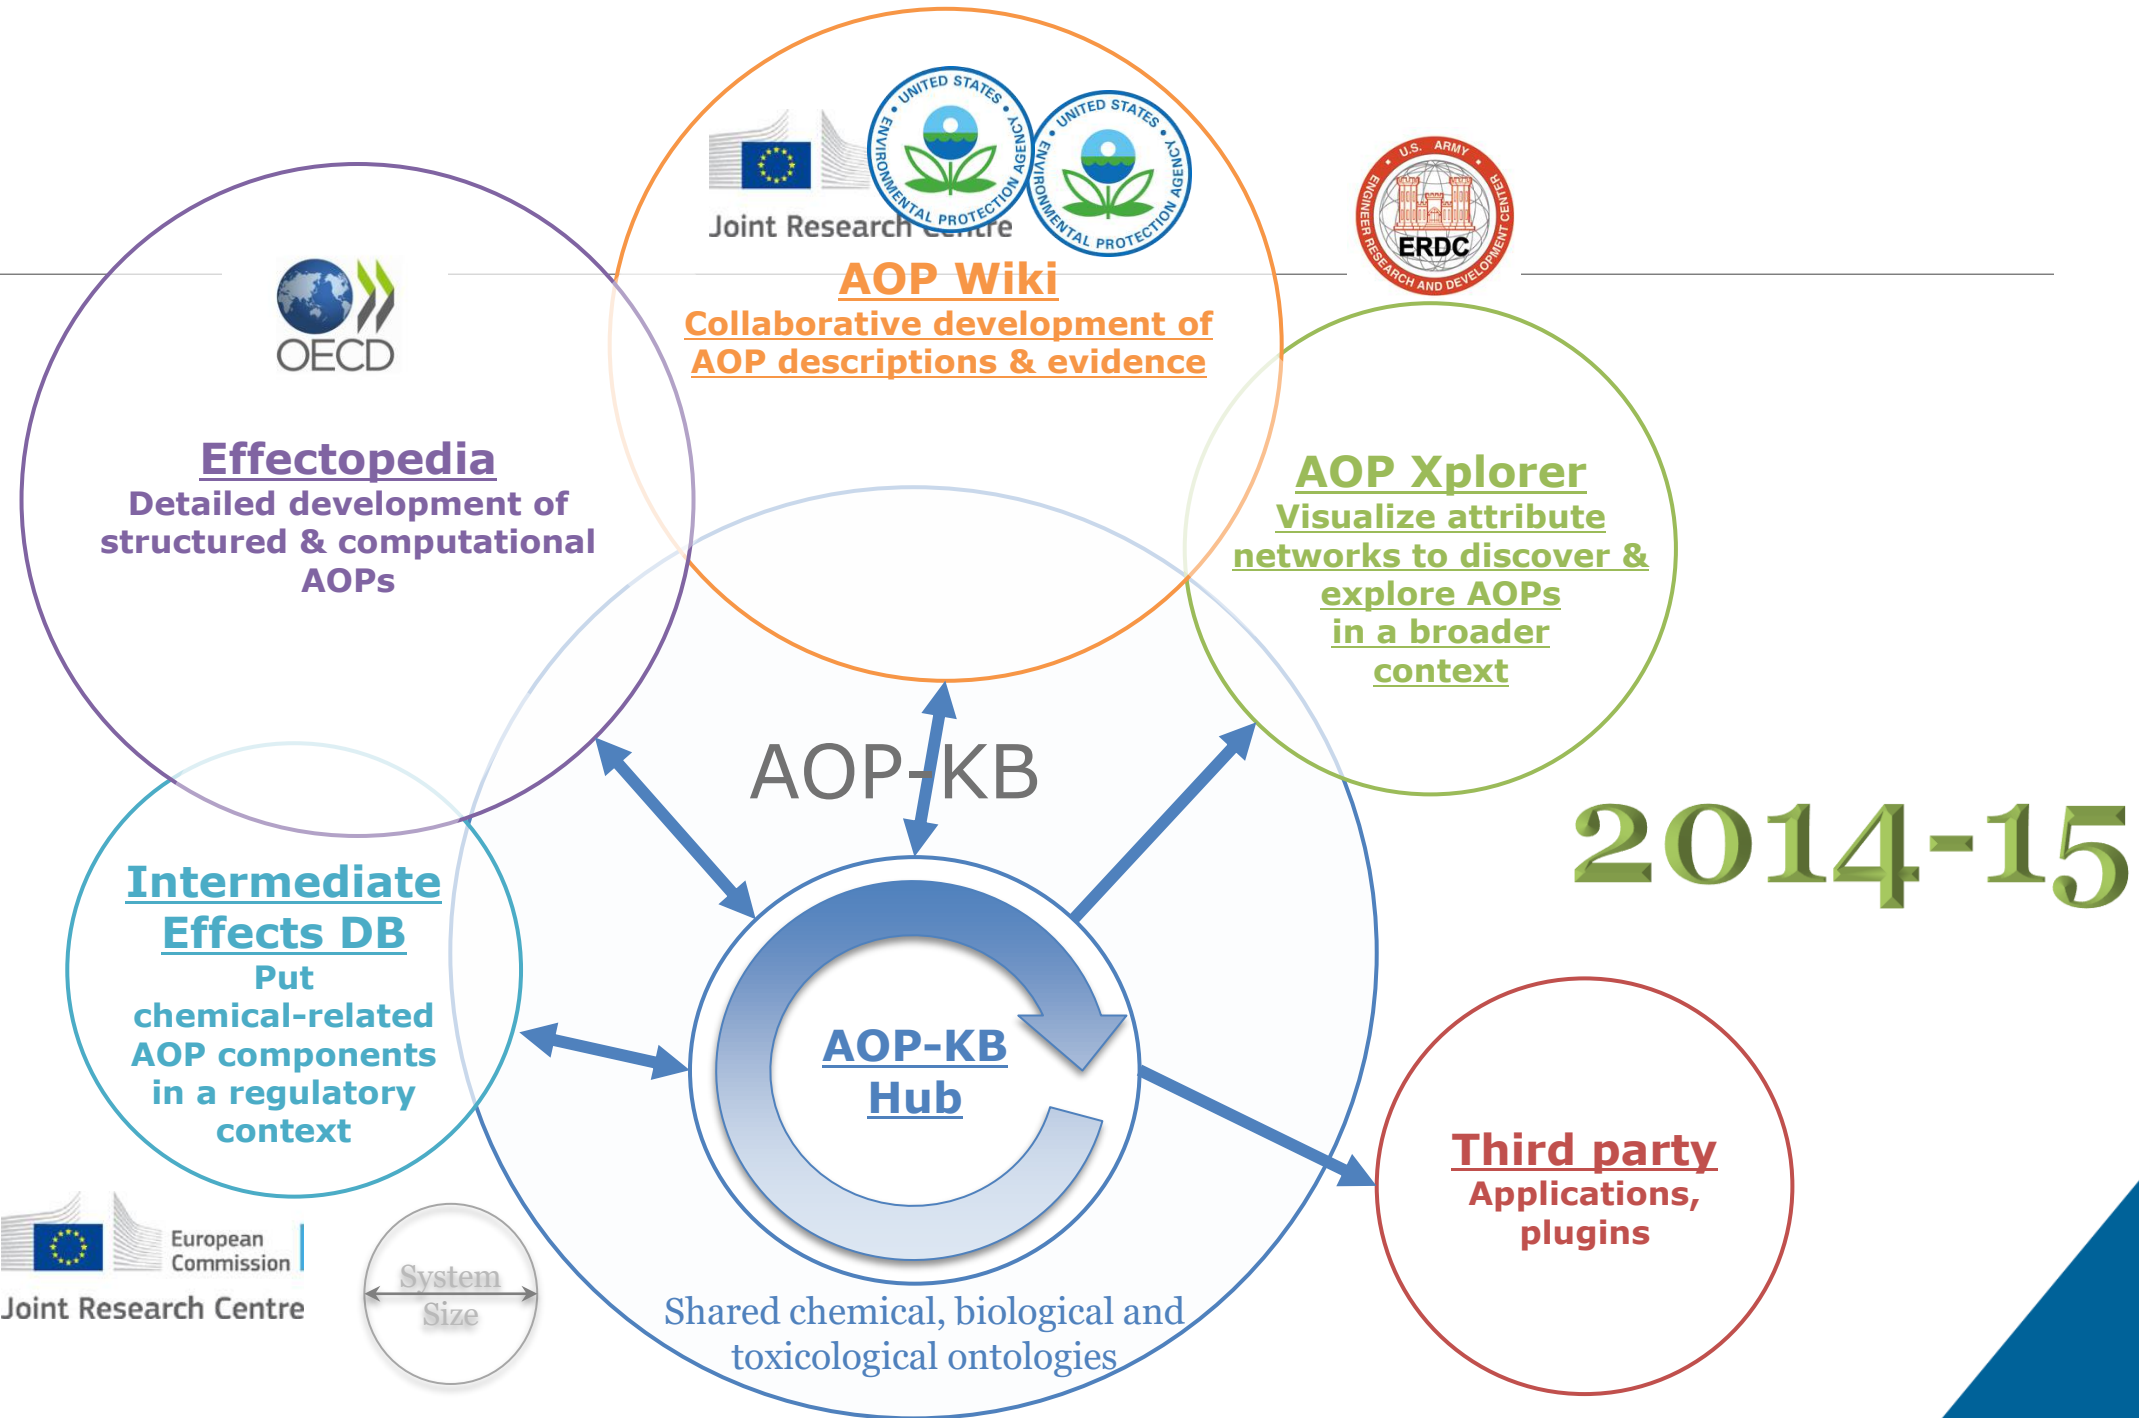 UNITED STATES
ENVIRONMENTAL PROTECTION AGENCY
UNITED STATES
ENVIRONMENTAL PROTECTION AGENCY
Joint Research Centre
U.S. ARMY
ENGINEER RESEARCH AND DEVELOPMENT CENTER
ERDC
AOP Wiki
Collaborative development of
AOP descriptions & evidence
OECD
Effectopedia
Detailed development of
structured & computational
AOPs
AOP Xplorer
Visualize attribute
networks to discover &
explore AOPs
in a broader
context
AOP-KB
2014-15
Intermediate
Effects DB
Put
chemical-related
AOP components
in a regulatory
context
AOP-KB
Hub
Third party
Applications,
plugins
European
Commission
Joint Research Centre
System
Size
Shared chemical, biological and
toxicological ontologies